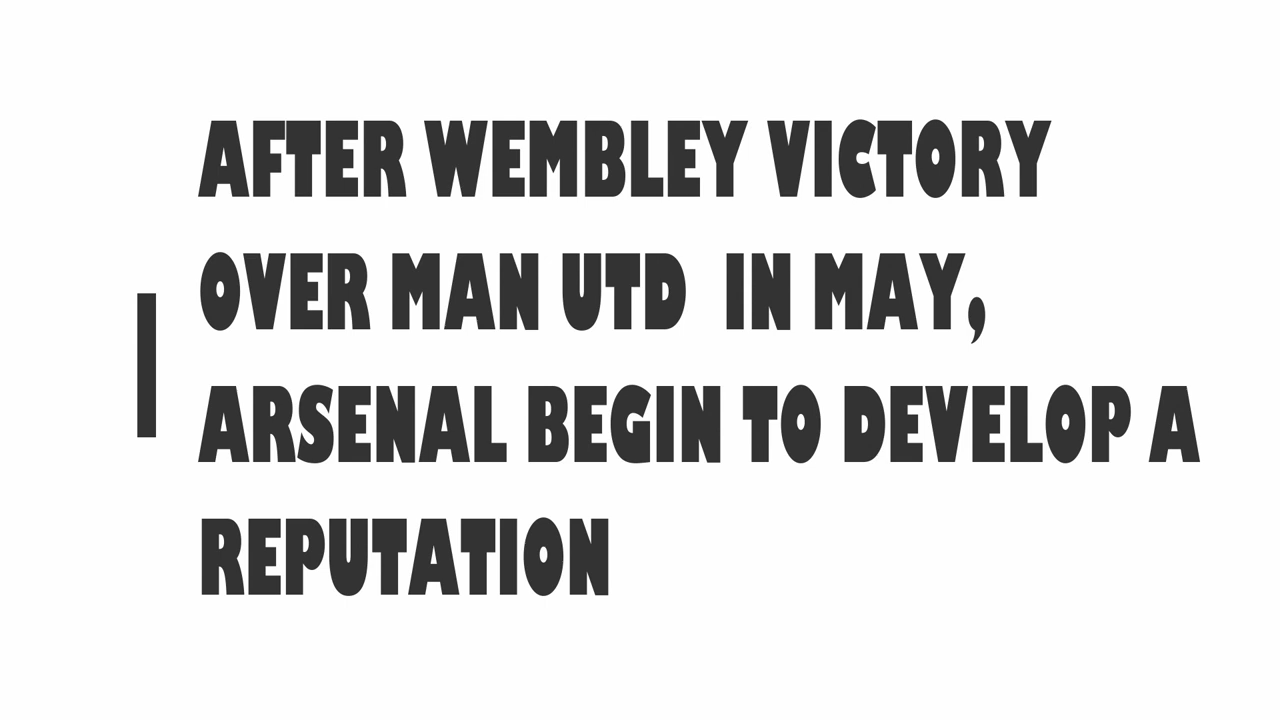 AFTER WEMBLEY VICTORY
OVER MAN UTD  IN MAY,
ARSENAL BEGIN TO DEVELOP A
REPUTATION